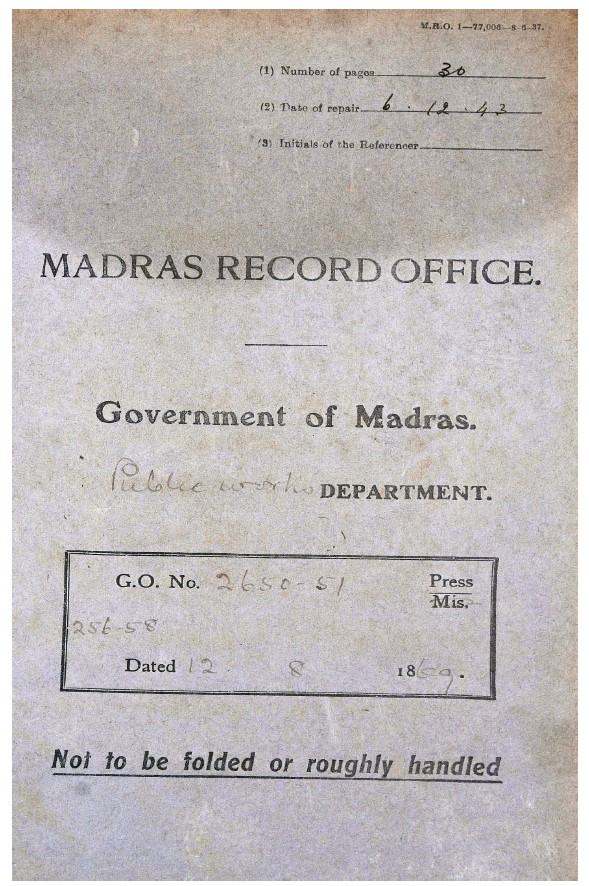 M.R.O. 1—77,000—8-6-37.
(1) Number of pages 30
(2) Date of repair 6 . 12 . 43
(3) Initials of the Referencer
MADRAS RECORD OFFICE.
Government of Madras.
Public works DEPARTMENT.
G.O. No. 2650-51 Press
Mis.
256-58
Dated 12 8 1869.
Not to be folded or roughly handled